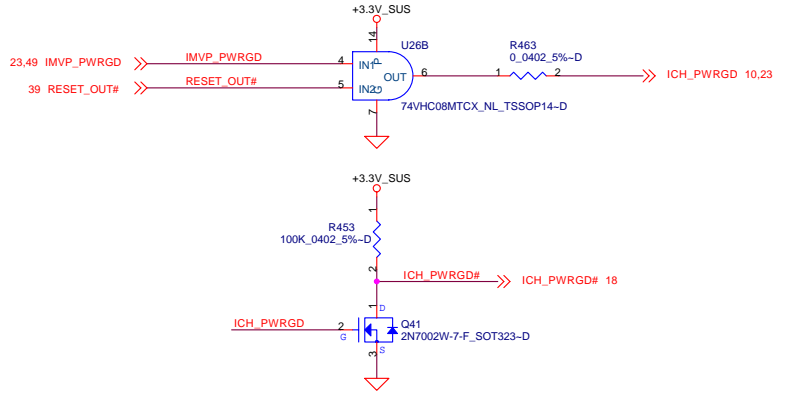 +3.3V_SUS
14
U26B
R463
0_0402_5%~D
23,49 IMVP_PWRGD
IMVP_PWRGD
4
IN1
P
OUT
6
1
2
ICH_PWRGD 10,23
39 RESET_OUT#
RESET_OUT#
5
IN2
G
7
74VHC08MTCX_NL_TSSOP14~D
+3.3V_SUS
1
R453
100K_0402_5%~D
2
ICH_PWRGD#
ICH_PWRGD# 18
1
D
ICH_PWRGD
2
G
Q41
2N7002W-7-F_SOT323~D
3
S